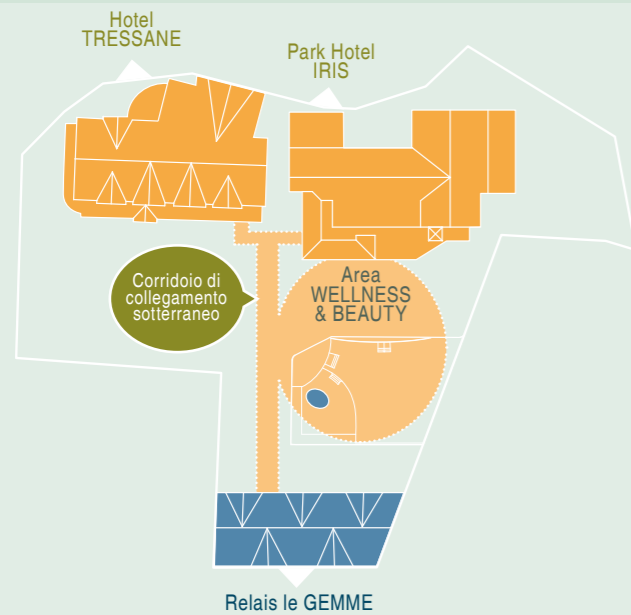 Hotel
TRESSANE
Park Hotel
IRIS
Corridoio di
collegamento
sotterraneo
Area
WELLNESS
& BEAUTY
Relais le GEMME